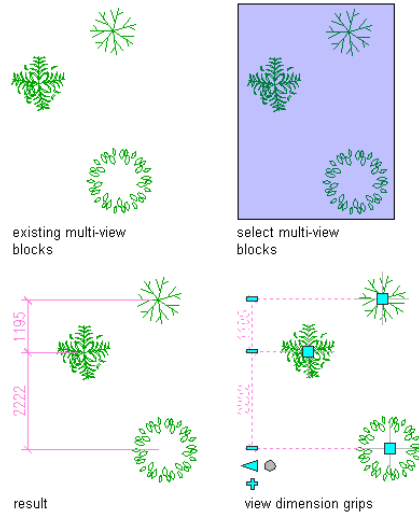 existing multi-view
blocks
select multi-view
blocks
1195
2222
result
view dimension grips